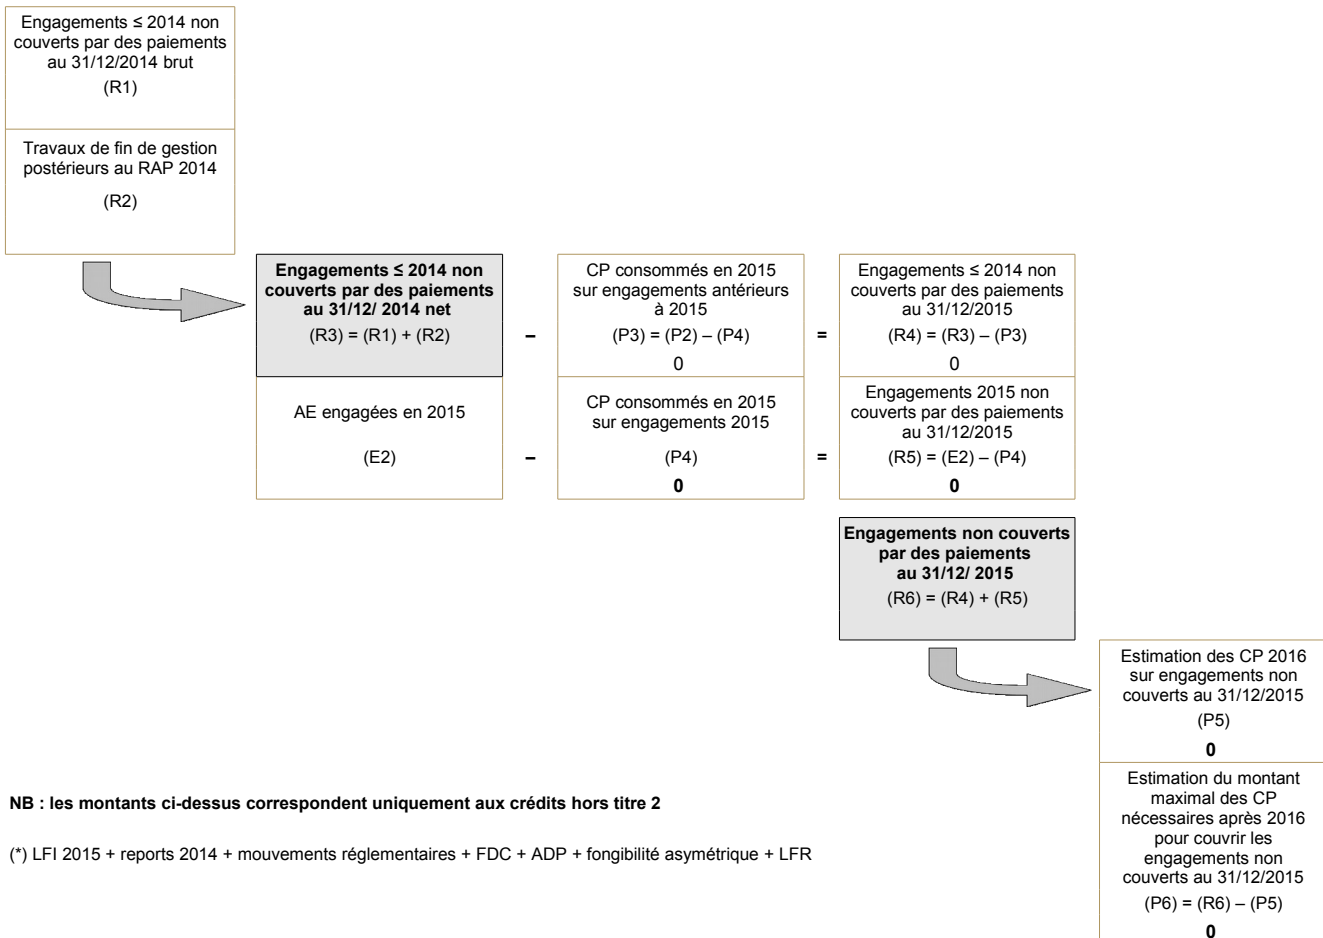 Engagements ≤ 2014 non
couverts par des paiements
au 31/12/2014 brut
(R1)
Travaux de fin de gestion
postérieurs au RAP 2014
(R2)
Engagements ≤ 2014 non
couverts par des paiements
au 31/12/ 2014 net
(R3) = (R1) + (R2)
–
CP consommés en 2015
sur engagements antérieurs
à 2015
(P3) = (P2) – (P4)
0
=
Engagements ≤ 2014 non
couverts par des paiements
au 31/12/2015
(R4) = (R3) – (P3)
0
AE engagées en 2015
(E2)
–
CP consommés en 2015
sur engagements 2015
(P4)
0
=
Engagements 2015 non
couverts par des paiements
au 31/12/2015
(R5) = (E2) – (P4)
0
Engagements non couverts
par des paiements
au 31/12/ 2015
(R6) = (R4) + (R5)
Estimation des CP 2016
sur engagements non
couverts au 31/12/2015
(P5)
0
Estimation du montant
maximal des CP
nécessaires après 2016
pour couvrir les
engagements non
couverts au 31/12/2015
(P6) = (R6) – (P5)
0
NB : les montants ci-dessus correspondent uniquement aux crédits hors titre 2
(*) LFI 2015 + reports 2014 + mouvements réglementaires + FDC + ADP + fongibilité asymétrique + LFR